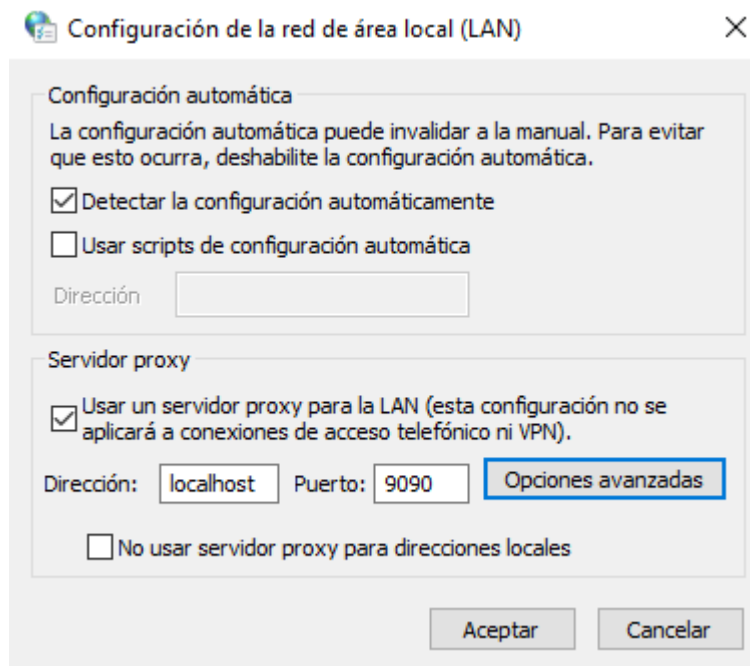 Configuración de la red de área local (LAN)
Configuración automática
La configuración automática puede invalidar a la manual. Para evitar
que esto ocurra, deshabilite la configuración automática.
Detectar la configuración automáticamente
Usar scripts de configuración automática
Dirección
Servidor proxy
Usar un servidor proxy para la LAN (esta configuración no se
aplicará a conexiones de acceso telefónico ni VPN).
Dirección: localhost Puerto: 9090 Opciones avanzadas
No usar servidor proxy para direcciones locales
Aceptar Cancelar